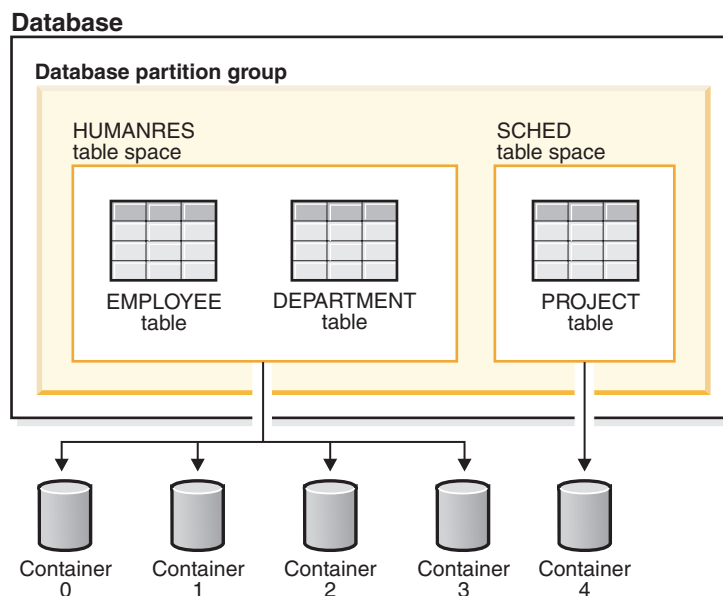 Database
Database partition group
HUMANRES
table space
SCHED
table space
EMPLOYEE
table
DEPARTMENT
table
PROJECT
table
Container
0
Container
1
Container
2
Container
3
Container
4